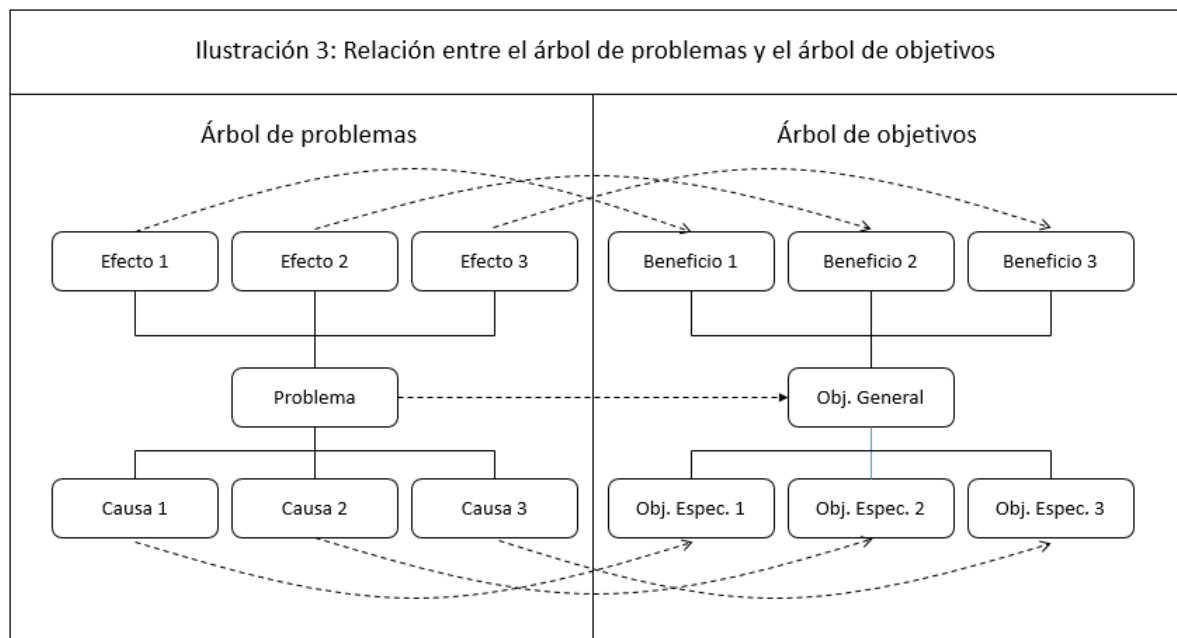 Ilustración 3: Relación entre el árbol de problemas y el árbol de objetivos
Árbol de problemas
Árbol de objetivos
Efecto 1
Efecto 2
Efecto 3
Beneficio 1
Beneficio 2
Beneficio 3
Problema
Obj. General
Causa 1
Causa 2
Causa 3
Obj. Espec. 1
Obj. Espec. 2
Obj. Espec. 3